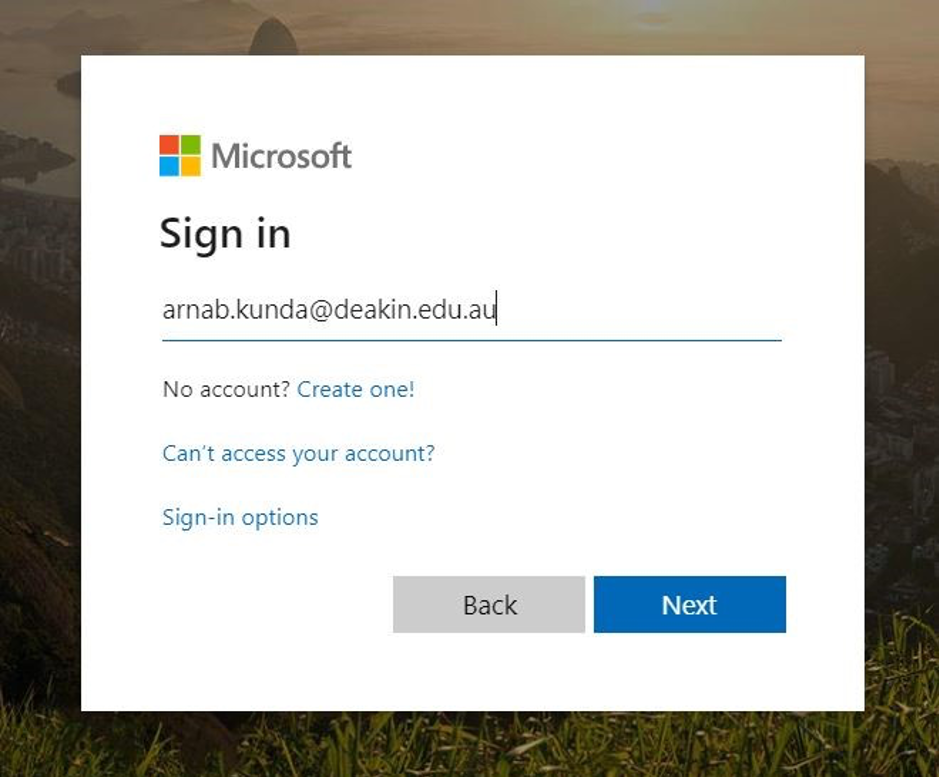 Microsoft
Sign in
arnab.kunda@deakin.edu.au
No account? Create one!
Can't access your account?
Sign-in options
Back
Next